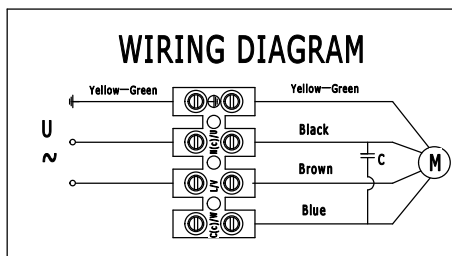 WIRING DIAGRAM
Yellow—Green
Yellow—Green
U
~
N(c)/U
Black
C
M
L/V
Brown
C(c)/W
Blue